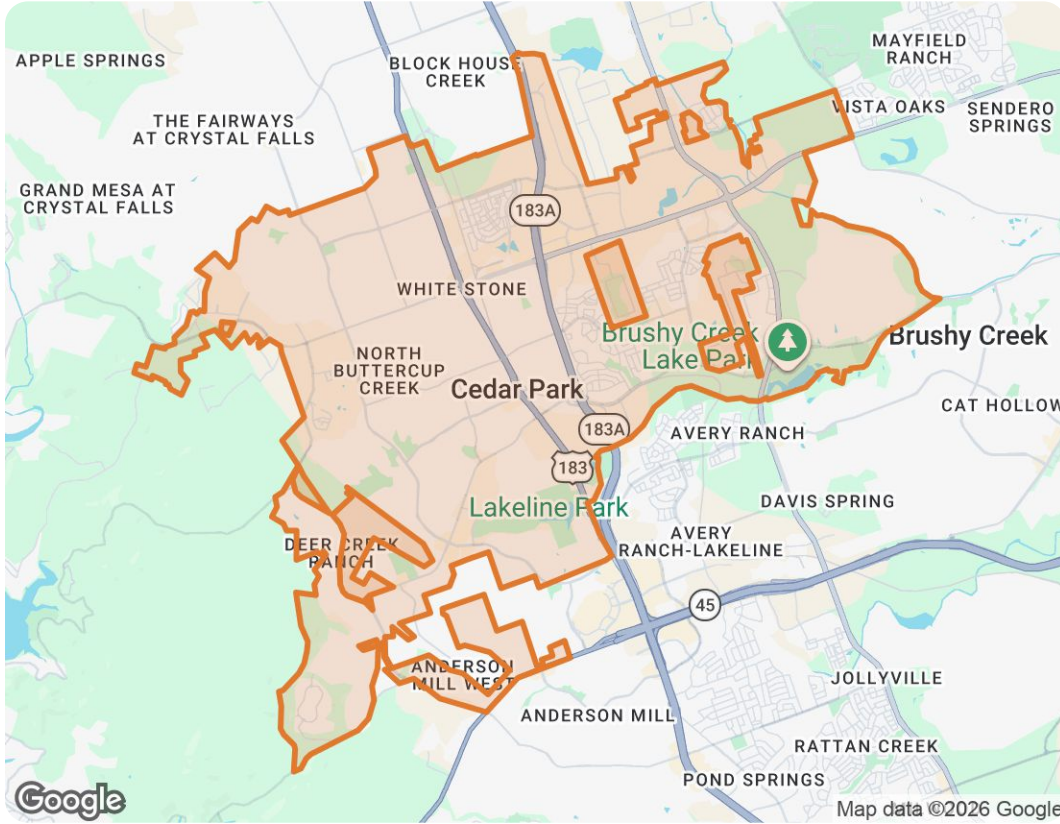 APPLE SPRINGS
BLOCK HOUSE
CREEK
MAYFIELD
RANCH
VISTA OAKS
SENDERO
SPRINGS
THE FAIRWAYS
AT CRYSTAL FALLS
GRAND MESA AT
CRYSTAL FALLS
183A
WHITE STONE
Brushy Creek
Lake Park
Brushy Creek
NORTH
BUTTERCUP
CREEK
Cedar Park
CAT HOLLOW
183A
AVERY RANCH
183
Lakeline Park
DAVIS SPRING
AVERY
RANCH-LAKELINE
DEER CREEK
RANCH
45
ANDERSON
MILL WEST
JOLLYVILLE
ANDERSON MILL
RATTAN CREEK
POND SPRINGS
Google
Map data ©2026 Google